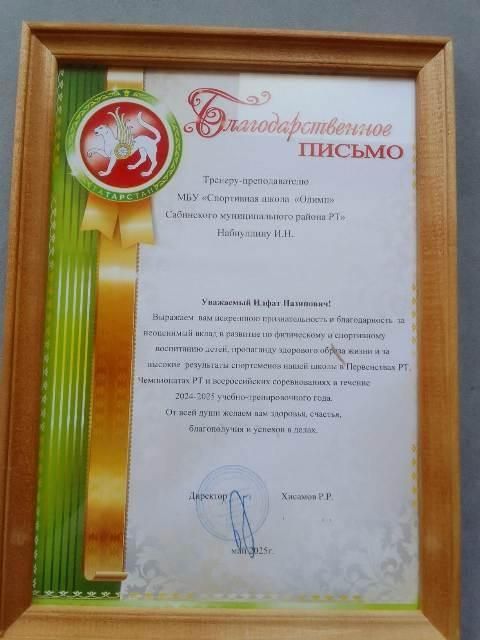 Благодарственное
ПИСЬМО
ТАТАРСТАН
Тренеру-преподавателю
МБУ «Спортивная школа «Олимп»
Сабинского муниципального района РТ»
Набиуллину И.Н.
Уважаемый Илфат Назипович!
Выражаем вам искреннюю признательность и благодарность за
неоценимый вклад в развитие по физическому и спортивному
воспитанию детей, пропаганду здорового образа жизни и за
высокие результаты спортсменов нашей школы в Первенствах РТ,
Чемпионатах РТ и всероссийских соревнованиях в течение
2024-2025 учебно-тренировочного года.
От всей души желаем вам здоровья, счастья,
благополучия и успехов в делах.
Директор Хисамов Р.Р.
май 2025г.